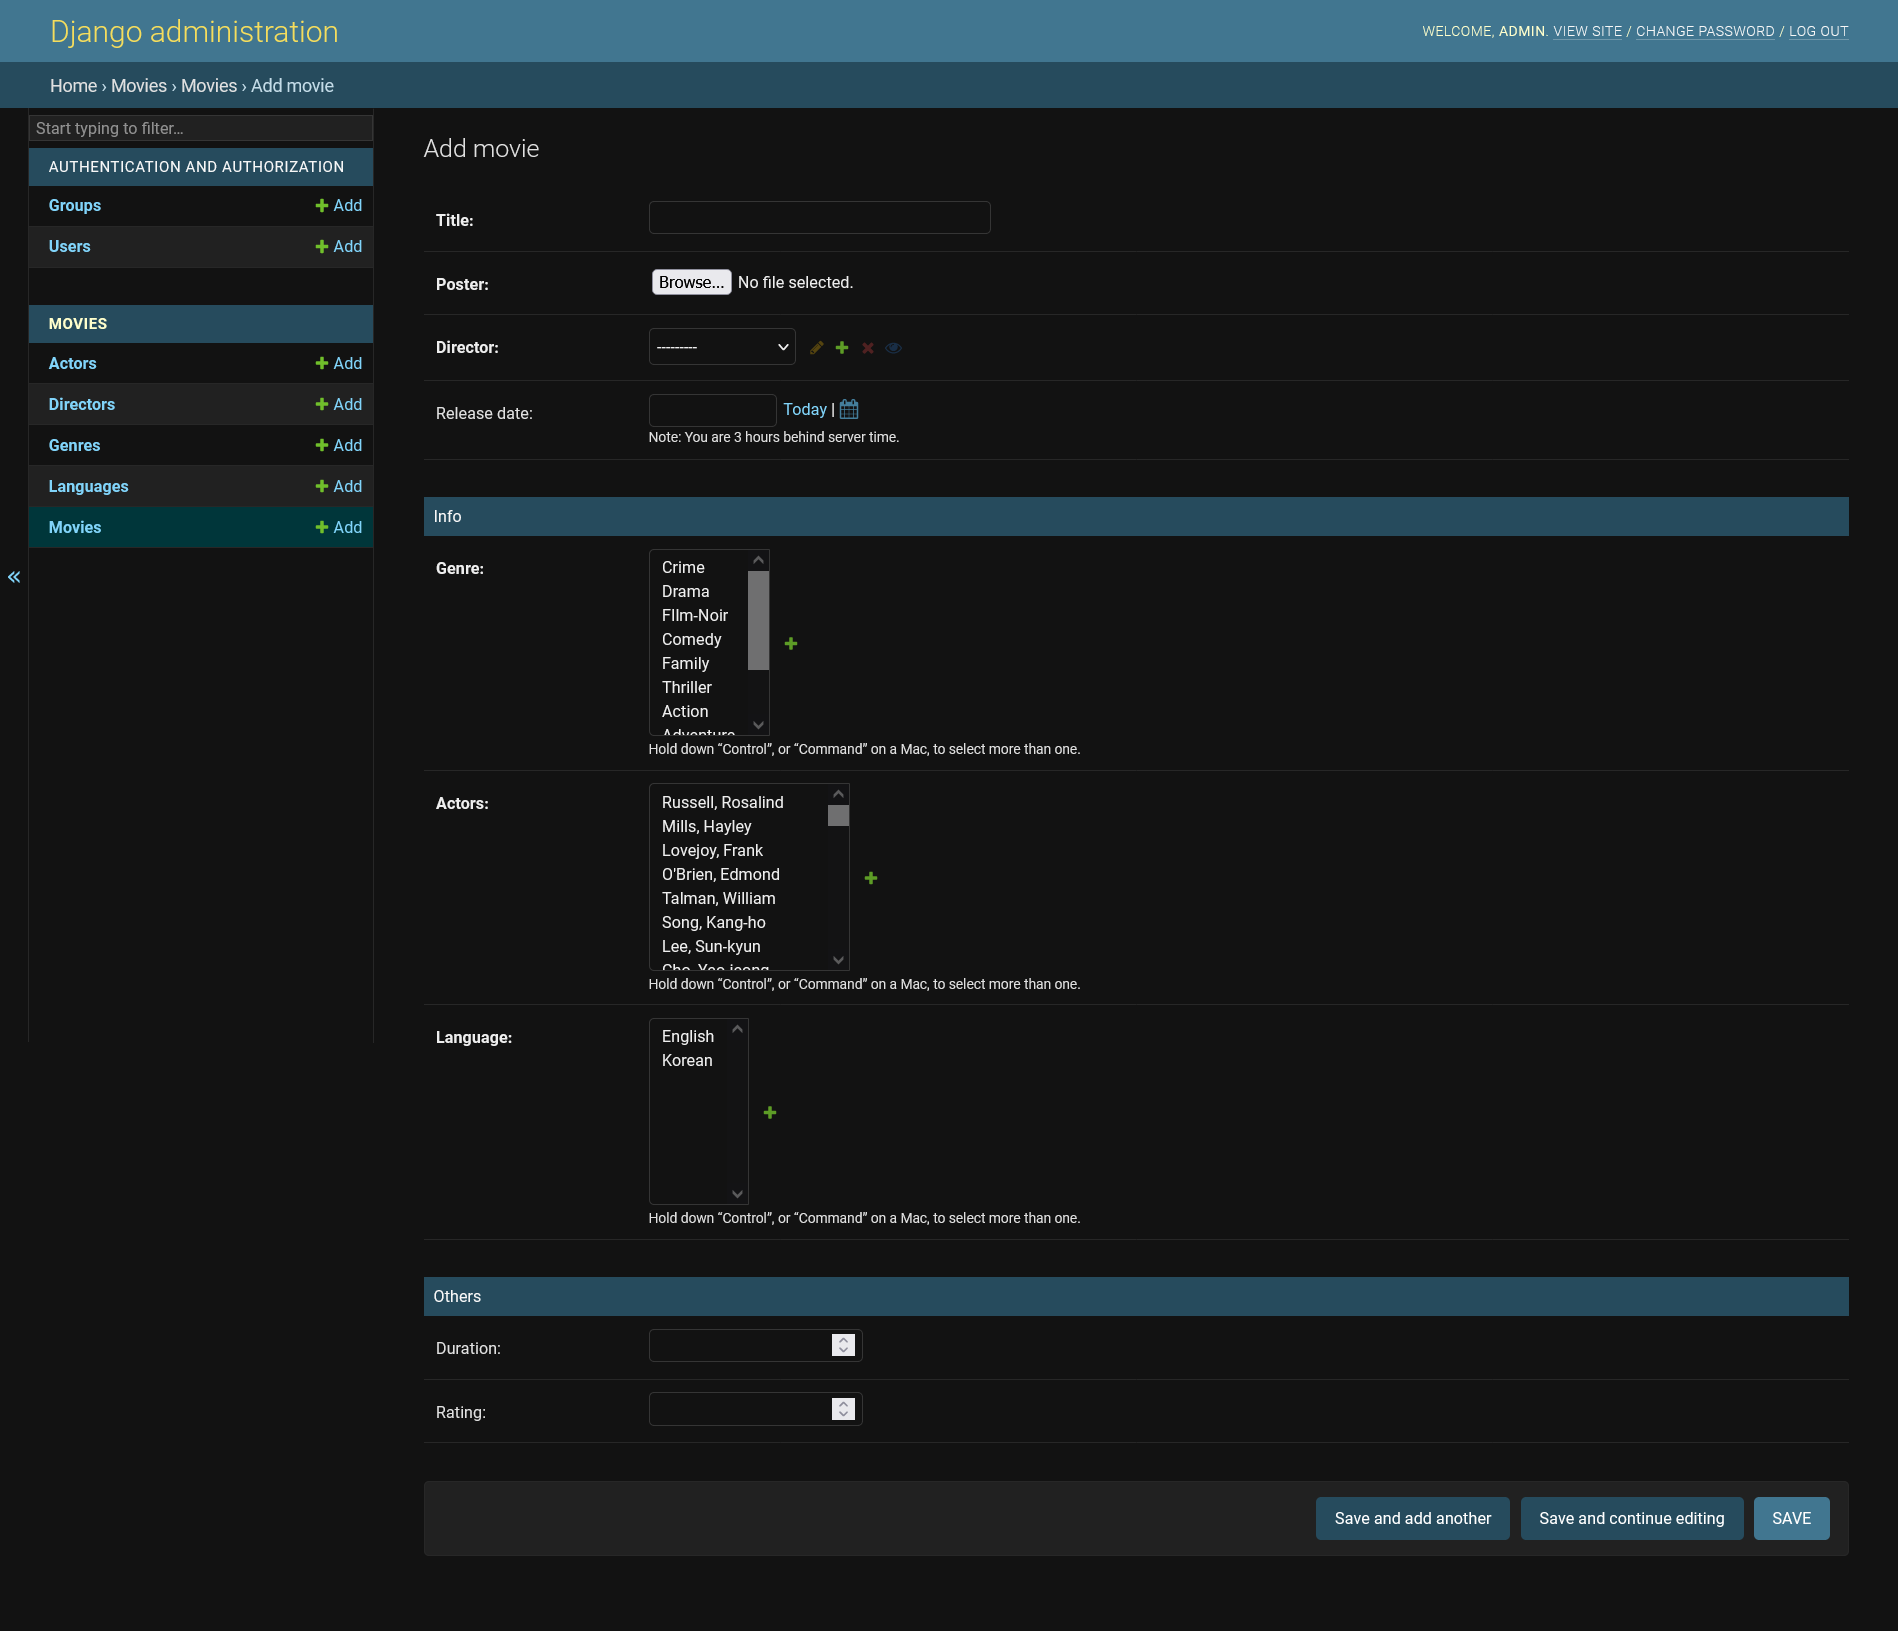 Django administration
WELCOME, ADMIN. VIEW SITE / CHANGE PASSWORD / LOG OUT
Home › Movies › Movies › Add movie
Start typing to filter...
AUTHENTICATION AND AUTHORIZATION
Groups Add
Users Add
MOVIES
Actors Add
Directors Add
Genres Add
Languages Add
Movies Add
«
Add movie
Title:
Poster: Browse... No file selected.
Director: ---------
Release date: Today |
Note: You are 3 hours behind server time.
Info
Genre:
Crime
Drama
FIlm-Noir
Comedy
Family
Thriller
Action
Adventure
Hold down “Control”, or “Command” on a Mac, to select more than one.
Actors:
Russell, Rosalind
Mills, Hayley
Lovejoy, Frank
O'Brien, Edmond
Talman, William
Song, Kang-ho
Lee, Sun-kyun
Cho, Yeo-jeong
Hold down “Control”, or “Command” on a Mac, to select more than one.
Language:
English
Korean
Hold down “Control”, or “Command” on a Mac, to select more than one.
Others
Duration:
Rating:
Save and add another
Save and continue editing
SAVE